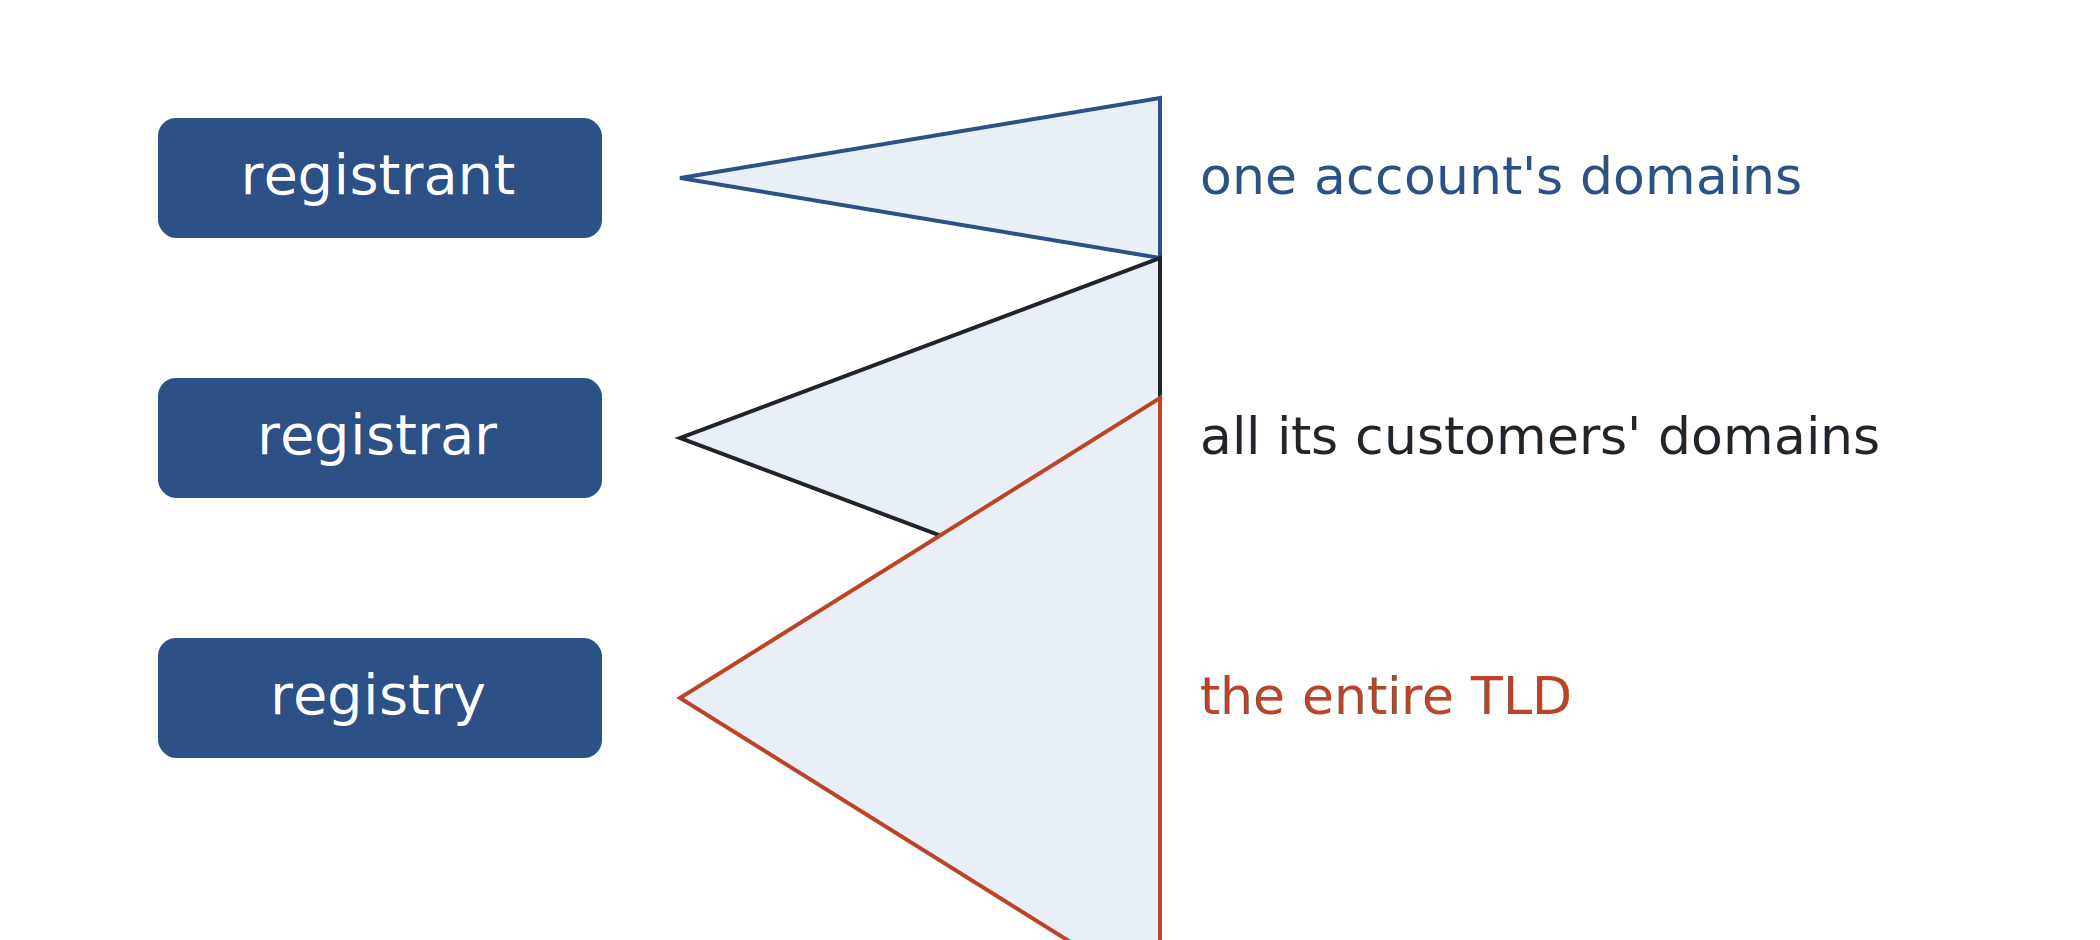 registrant
one account's domains
registrar
all its customers' domains
registry
the entire TLD